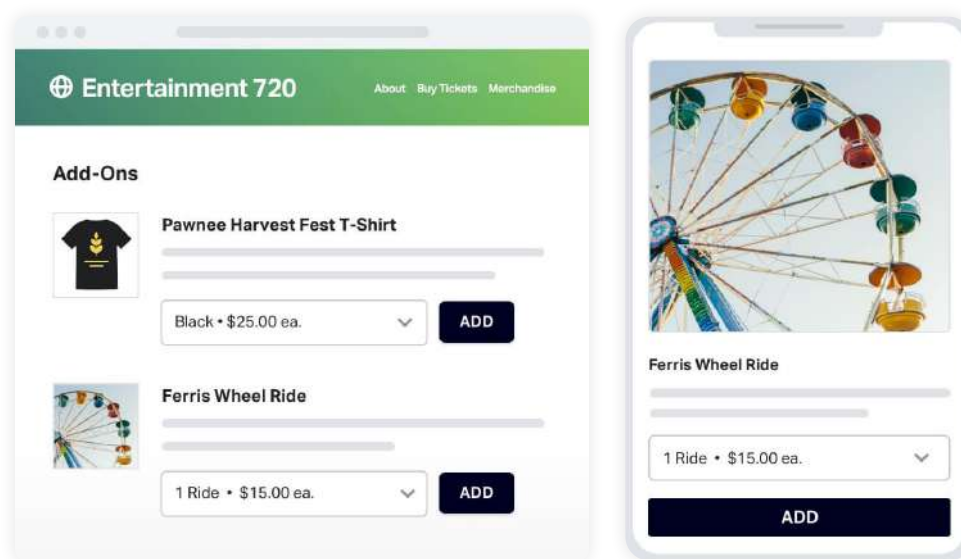 Entertainment 720
About Buy Tickets Merchandise
Add-Ons
Pawnee Harvest Fest T-Shirt
Black • $25.00 ea.
ADD
Ferris Wheel Ride
1 Ride • $15.00 ea.
ADD
Ferris Wheel Ride
1 Ride • $15.00 ea.
ADD